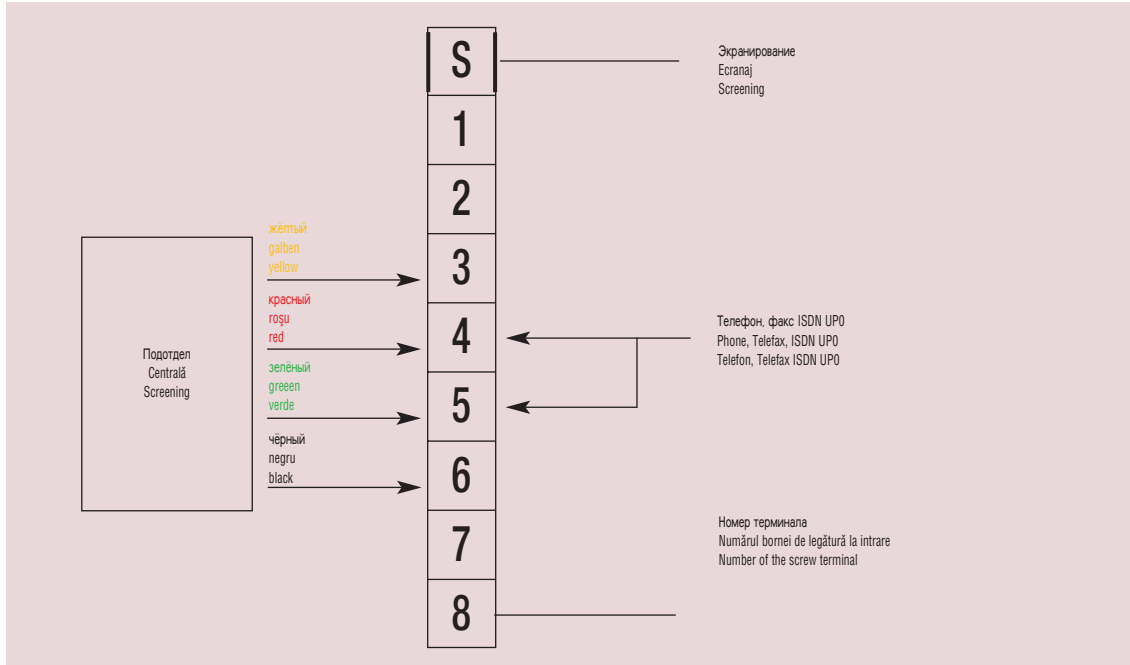 S
Экранирование
Ecranaj
Screening
1
2
жёлтый
galben
yellow
3
красный
roşu
red
4
Телефон, факс ISDN UP0
Phone, Telefax, ISDN UP0
Telefon, Telefax ISDN UP0
Подотдел
Centrală
Screening
зелёный
greeen
verde
5
чёрный
negru
black
6
7
Номер терминала
Numărul bornei de legătură la intrare
Number of the screw terminal
8